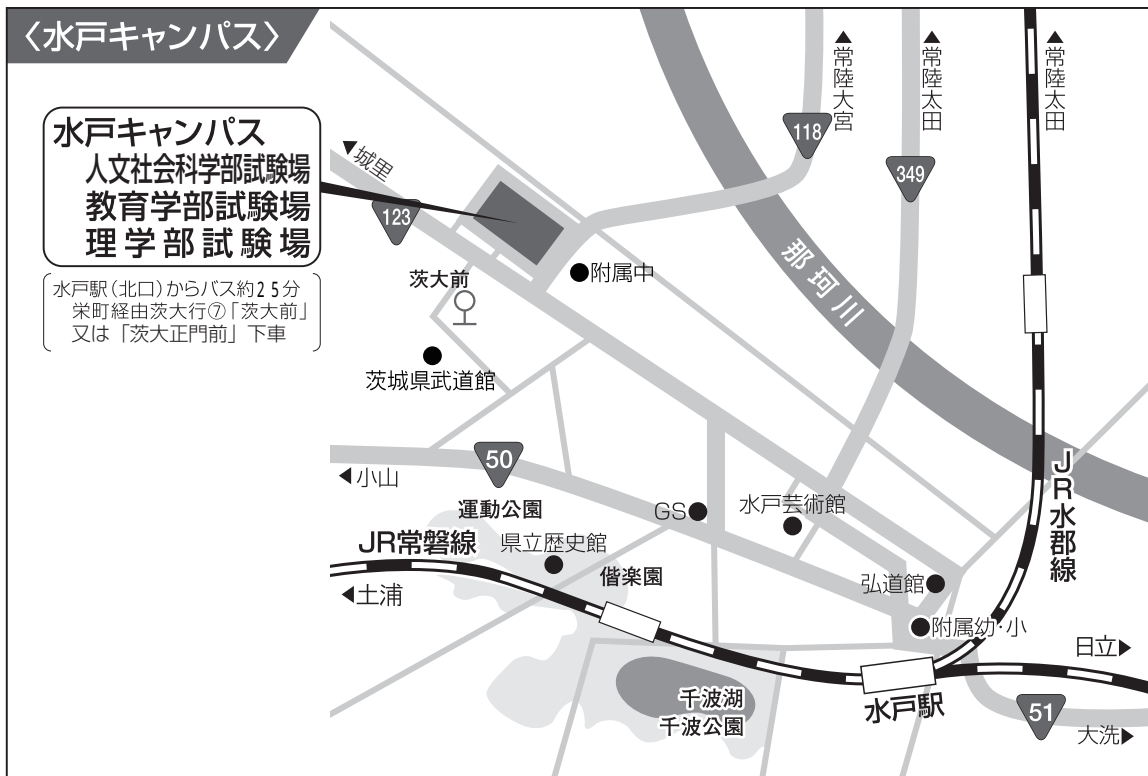 〈水戸キャンパス〉
水戸キャンパス
人文社会科学部試験場
教育学部試験場
理学部試験場
水戸駅（北口）からバス約25分
栄町経由茨大行⑦「茨大前」
又は「茨大正門前」下車
▲常陸大宮
▲常陸太田
▲常陸太田
118
349
▼城里
123
茨大前
附属中
那珂川
茨城県武道館
50
◀小山
運動公園
GS
水戸芸術館
JR水郡線
JR常磐線
県立歴史館
偕楽園
◀土浦
弘道館
附属幼・小
日立▶
千波湖
千波公園
水戸駅
51
大洗▶